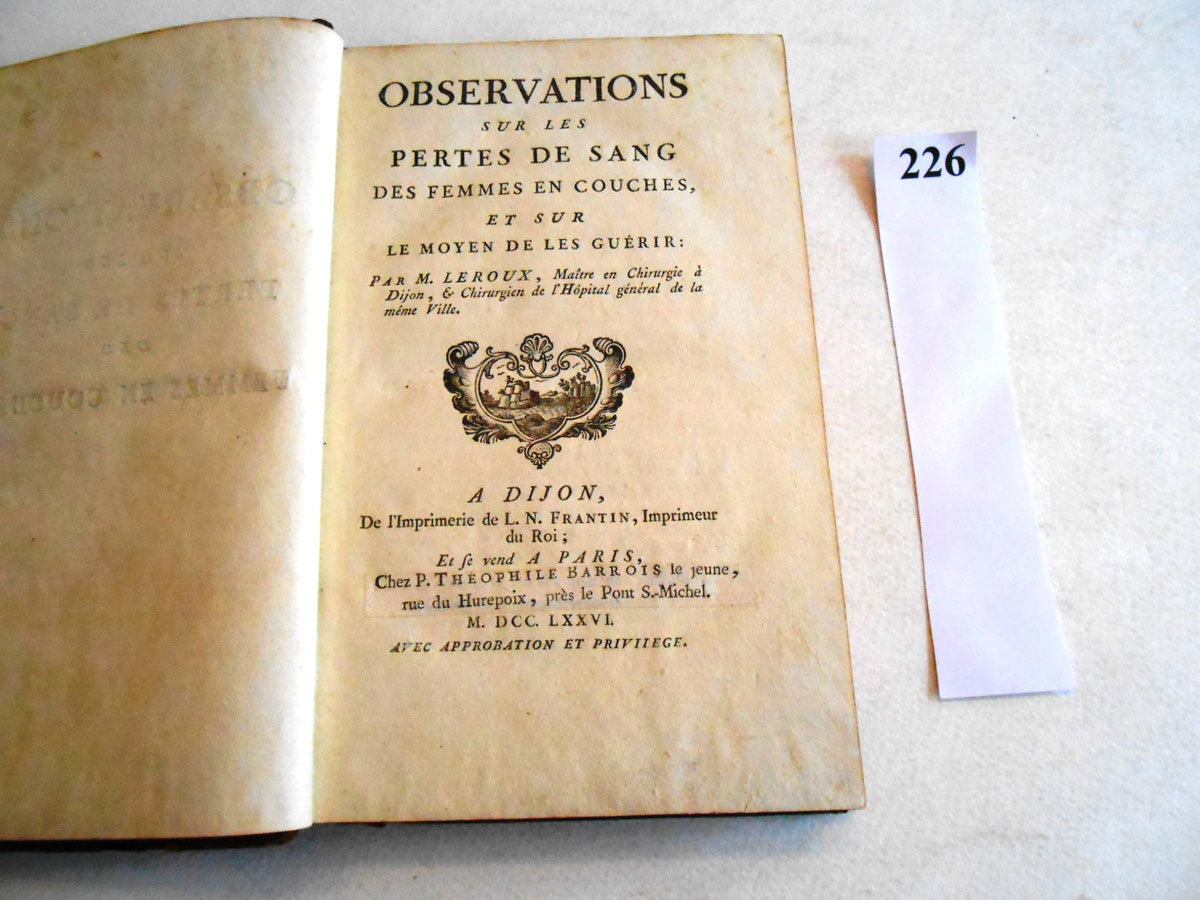 OBSERVATIONS
SUR LES
PERTES DE SANG
DES FEMMES EN COUCHES,
ET SUR
LE MOYEN DE LES GUÉRIR:
PAR M. LEROUX, Maître en Chirurgie à
Dijon, & Chirurgien de l'Hôpital général de la
même Ville.
A DIJON,
De l'Imprimerie de L. N. FRANTIN, Imprimeur
du Roi;
Et ſe vend A PARIS,
Chez P. THÉOPHILE BARROIS le jeune,
rue du Hurepoix, près le Pont S.-Michel.
M. DCC. LXXVI.
AVEC APPROBATION ET PRIVILEGE.
226